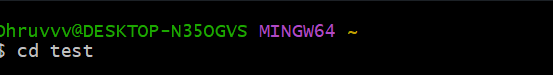 Dhruvvv@DESKTOP-N35OGVS MINGW64 ~
$ cd test